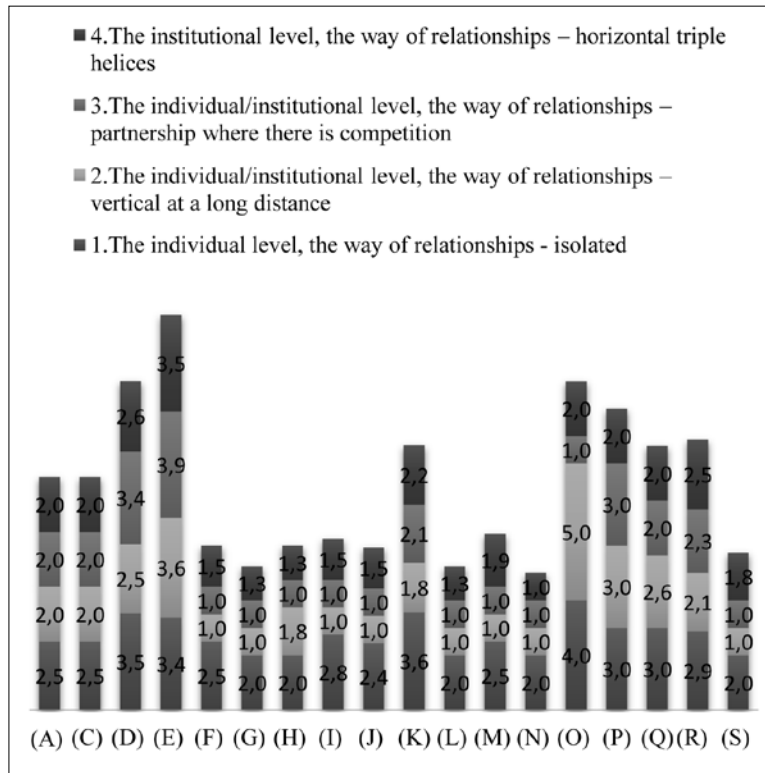 4.The institutional level, the way of relationships – horizontal triple
helices
3.The individual/institutional level, the way of relationships –
partnership where there is competition
2.The individual/institutional level, the way of relationships –
vertical at a long distance
1.The individual level, the way of relationships - isolated
2,0 2,0 2,6 3,5 1,5 1,3 1,3 1,5 1,5 2,2 1,3 1,9 1,0 2,0 2,0 2,0 2,5 1,8
2,0 2,0 3,4 3,9 1,0 1,0 1,0 1,0 1,0 2,1 1,0 1,0 1,0 1,0 3,0 2,0 2,3 1,0
2,0 2,0 2,5 3,6 1,0 1,0 1,8 1,0 1,0 1,8 1,0 1,0 1,0 5,0 3,0 2,6 2,1 1,0
2,5 2,5 3,5 3,4 2,5 2,0 2,0 2,8 2,4 3,6 2,0 2,5 2,0 4,0 3,0 3,0 2,9 2,0
(A) (C) (D) (E) (F) (G) (H) (I) (J) (K) (L) (M) (N) (O) (P) (Q) (R) (S)